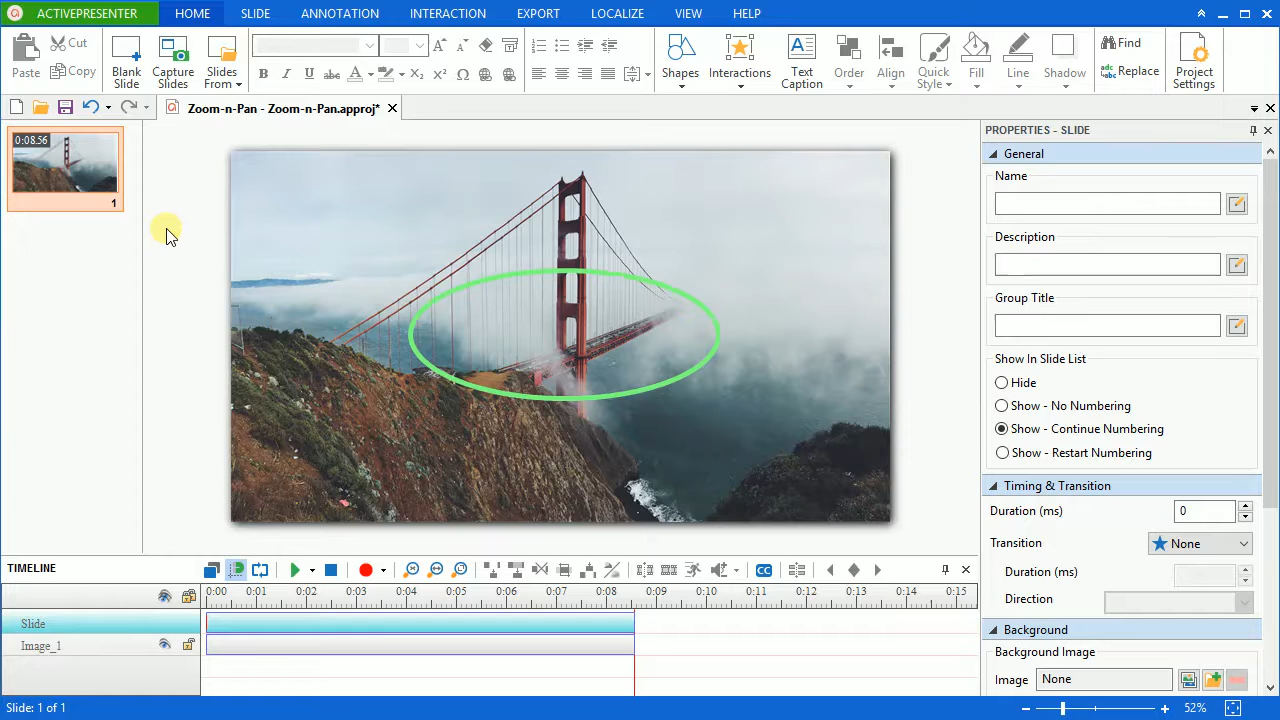 ACTIVEPRESENTER
HOME
SLIDE
ANNOTATION
INTERACTION
EXPORT
LOCALIZE
VIEW
HELP
Paste
Cut
Copy
Blank
Slide
Capture
Slides
Slides
From
B I U abc A X₂ X² Ω
Shapes
Interactions
Text
Caption
Order
Align
Quick
Style
Fill
Line
Shadow
Find
Replace
Project
Settings
Zoom-n-Pan - Zoom-n-Pan.approj*
0:08.56
1
PROPERTIES - SLIDE
General
Name
Description
Group Title
Show In Slide List
Hide
Show - No Numbering
Show - Continue Numbering
Show - Restart Numbering
Timing & Transition
Duration (ms) 0
Transition None
Duration (ms)
Direction
Background
Background Image
Image None
TIMELINE
CC
0:00 0:01 0:02 0:03 0:04 0:05 0:06 0:07 0:08 0:09 0:10 0:11 0:12 0:13 0:14 0:15
Slide
Image_1
Slide: 1 of 1
52%